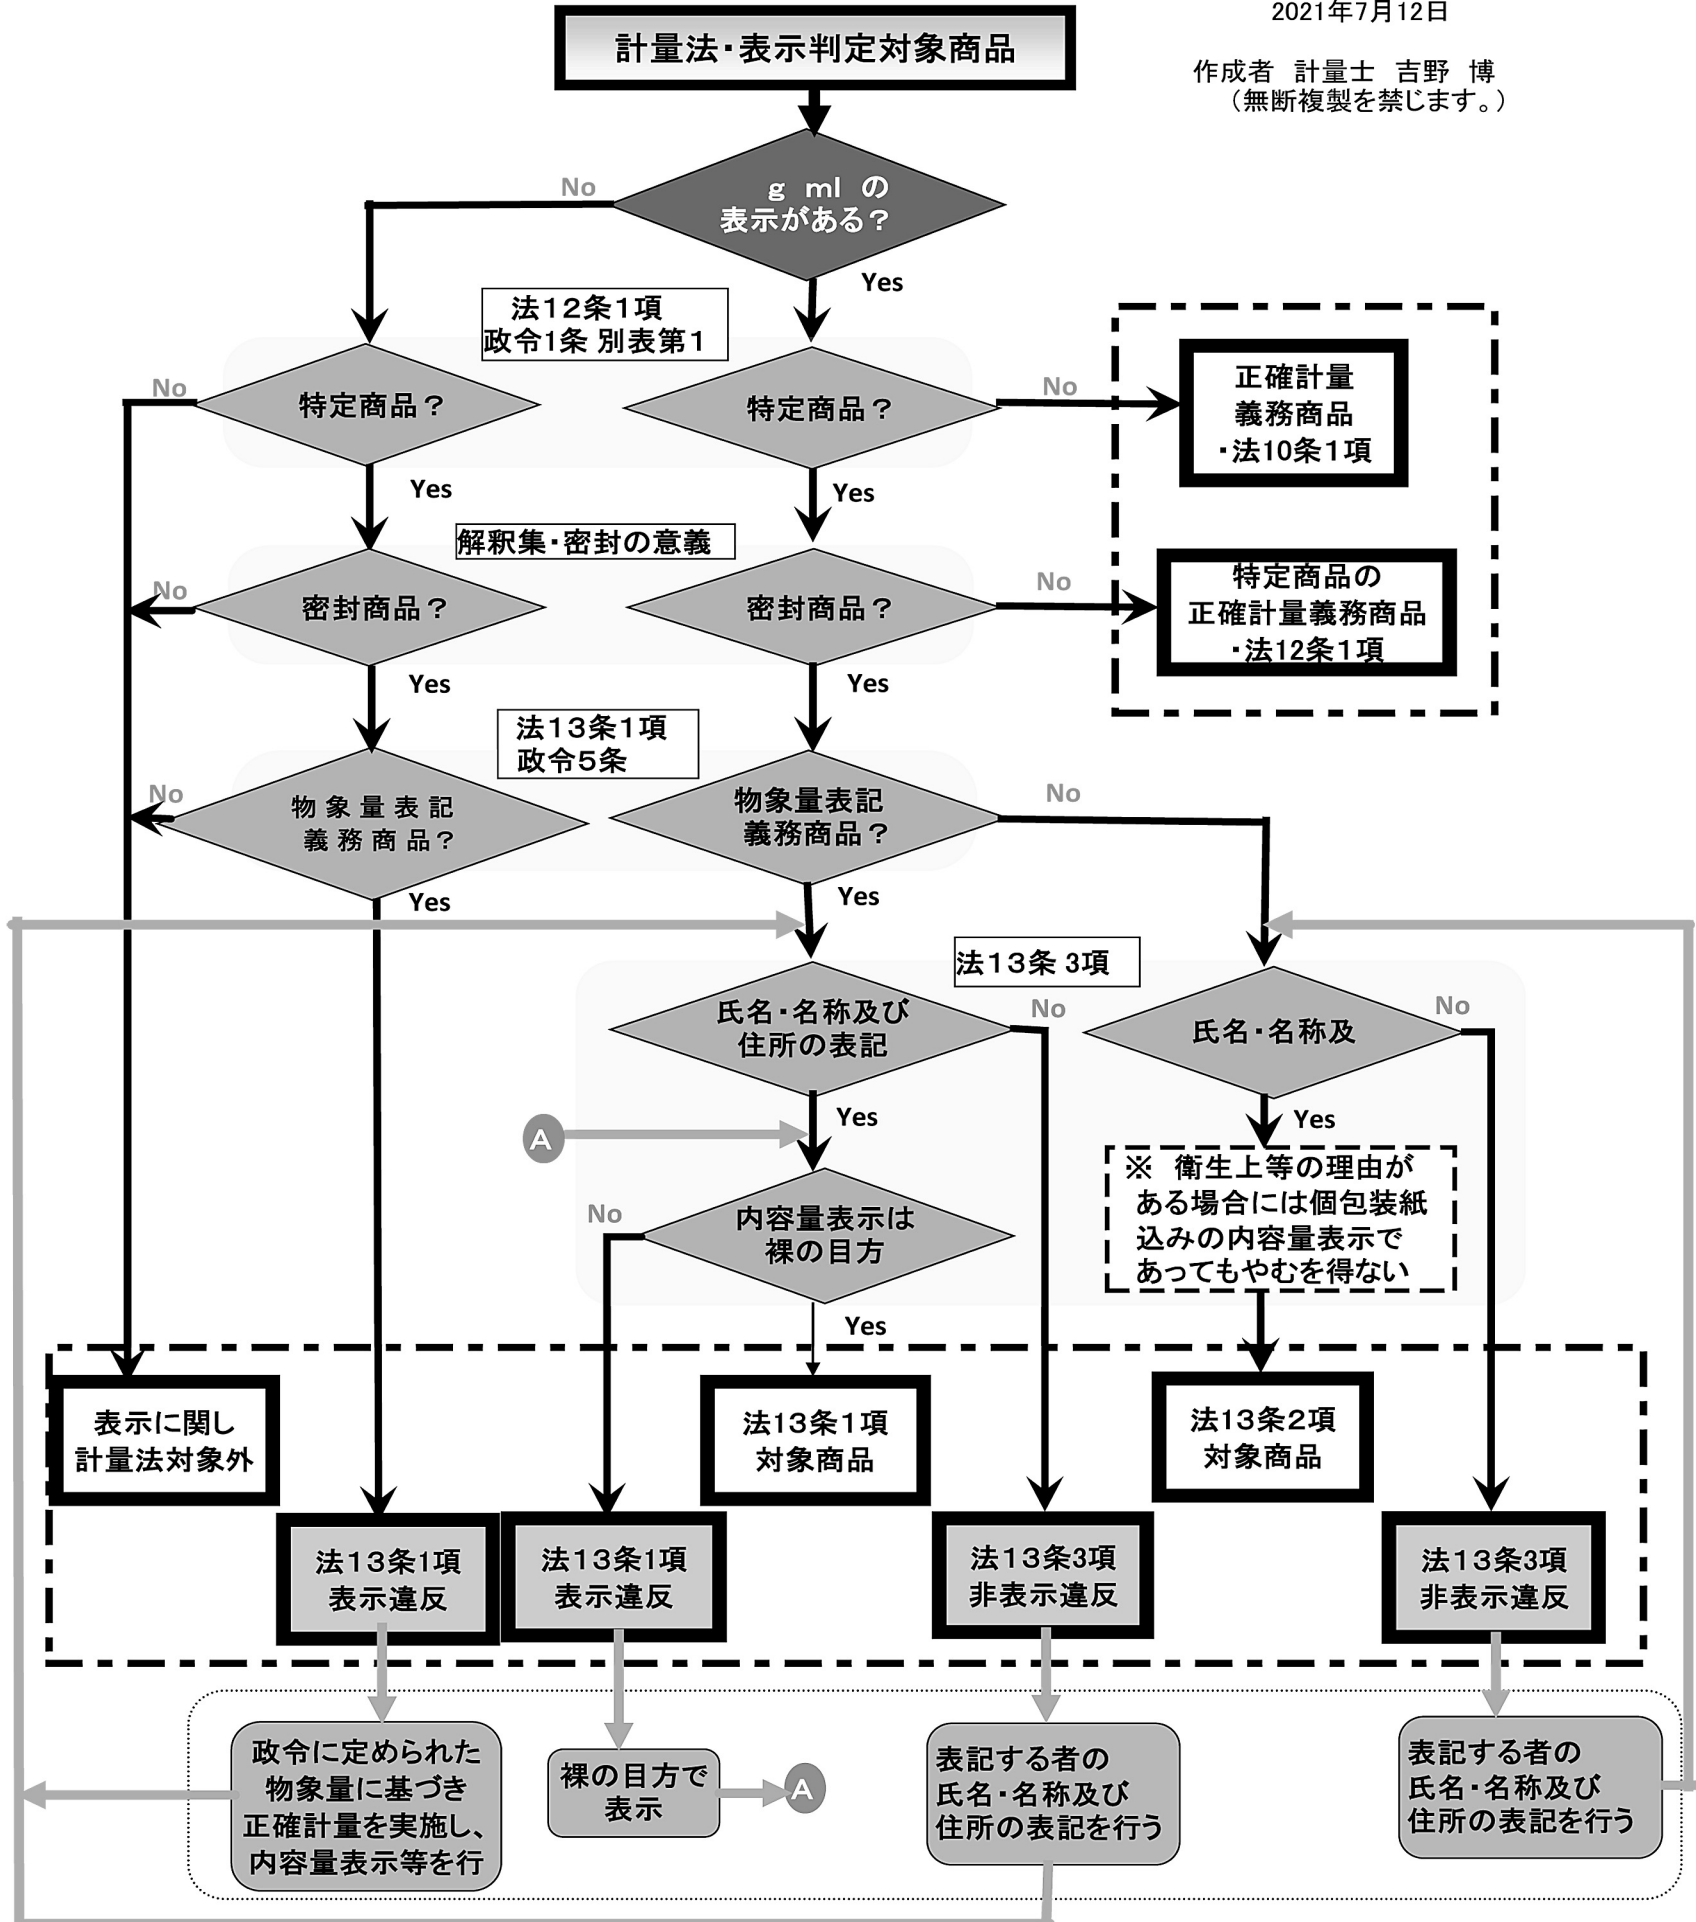 2021年7月12日
計量法・表示判定対象商品
作成者　計量士　吉野　博
（無断複製を禁じます。）
g　ml　の
表示がある？
No
Yes
法１２条１項
政令1条 別表第１
特定商品？
No
Yes
特定商品？
No
Yes
正確計量
義務商品
・法10条１項
解釈集・密封の意義
密封商品？
No
Yes
密封商品？
No
Yes
特定商品の
正確計量義務商品
・法12条１項
法１３条１項
政令５条
物象量表記
義務商品？
No
Yes
物象量表記
義務商品？
No
Yes
法１３条 3項
氏名・名称及び
住所の表記
No
Yes
氏名・名称及
No
Yes
A
※　衛生上等の理由が
ある場合には個包装紙
込みの内容量表示で
あってもやむを得ない
内容量表示は
裸の目方
No
Yes
表示に関し
計量法対象外
法13条１項
対象商品
法13条２項
対象商品
法１３条1項
表示違反
法１３条1項
表示違反
法１３条3項
非表示違反
法１３条3項
非表示違反
政令に定められた
物象量に基づき
正確計量を実施し、
内容量表示等を行
裸の目方で
表示
A
表記する者の
氏名・名称及び
住所の表記を行う
表記する者の
氏名・名称及び
住所の表記を行う